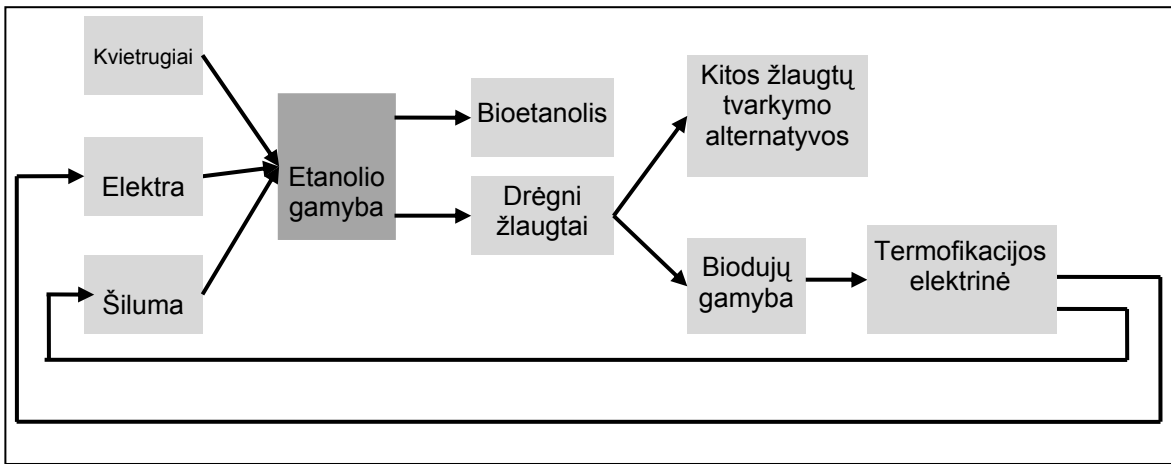 Kvietrugiai
Elektra
Šiluma
Etanolio
gamyba
Bioetanolis
Drėgni
žlaugtai
Kitos žlaugtų
tvarkymo
alternatyvos
Biodujų
gamyba
Termofikacijos
elektrinė